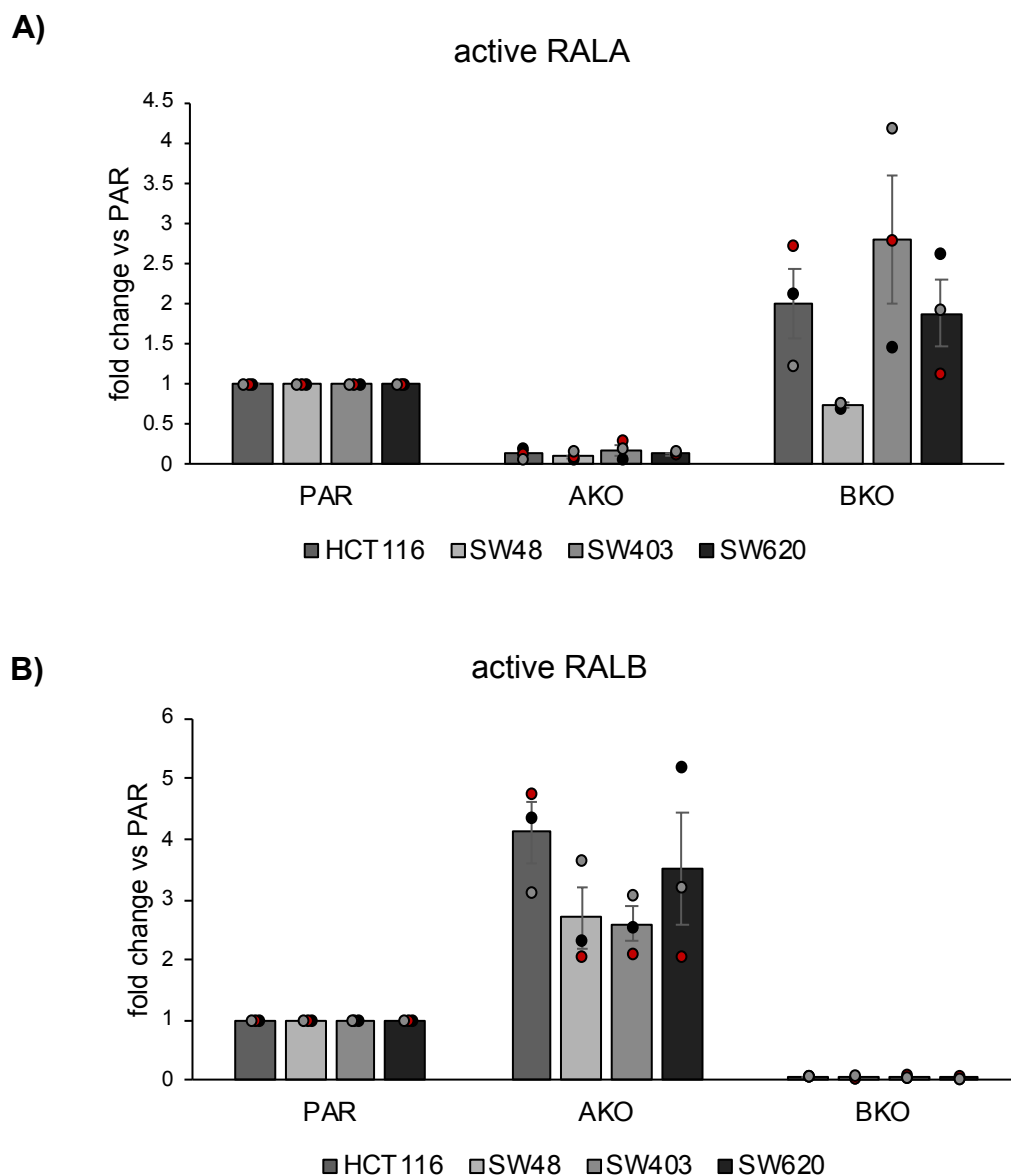 A)
active RALA
fold change vs PAR
4.5
4
3.5
3
2.5
2
1.5
1
0.5
0
PAR AKO BKO
HCT116 SW48 SW403 SW620
B)
active RALB
fold change vs PAR
6
5
4
3
2
1
0
PAR AKO BKO
HCT116 SW48 SW403 SW620